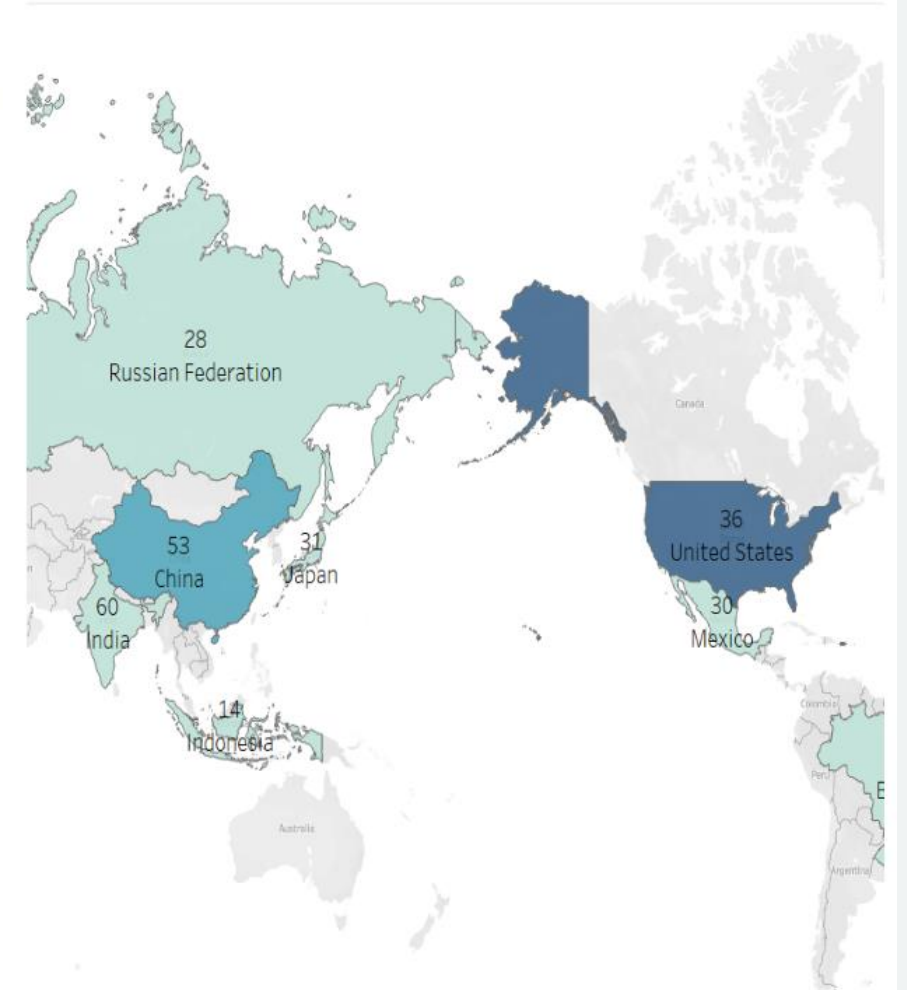 28
Russian Federation
Canada
36
United States
53
China
31
Japan
60
India
30
Mexico
14
Indonesia
Colombia
Peru
Australia
Argentina